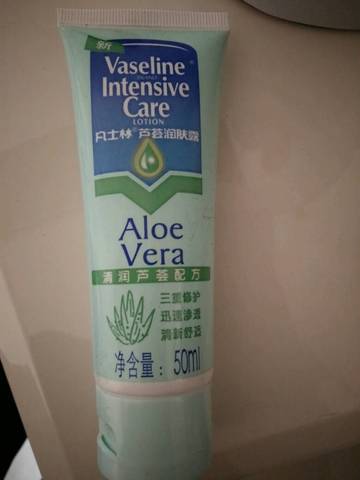 新
Vaseline®
Intensive
Care
LOTION
凡士林®芦荟润肤露
Aloe
Vera
清润芦荟配方
三重修护
迅速渗透
清新舒适
净含量：50ml